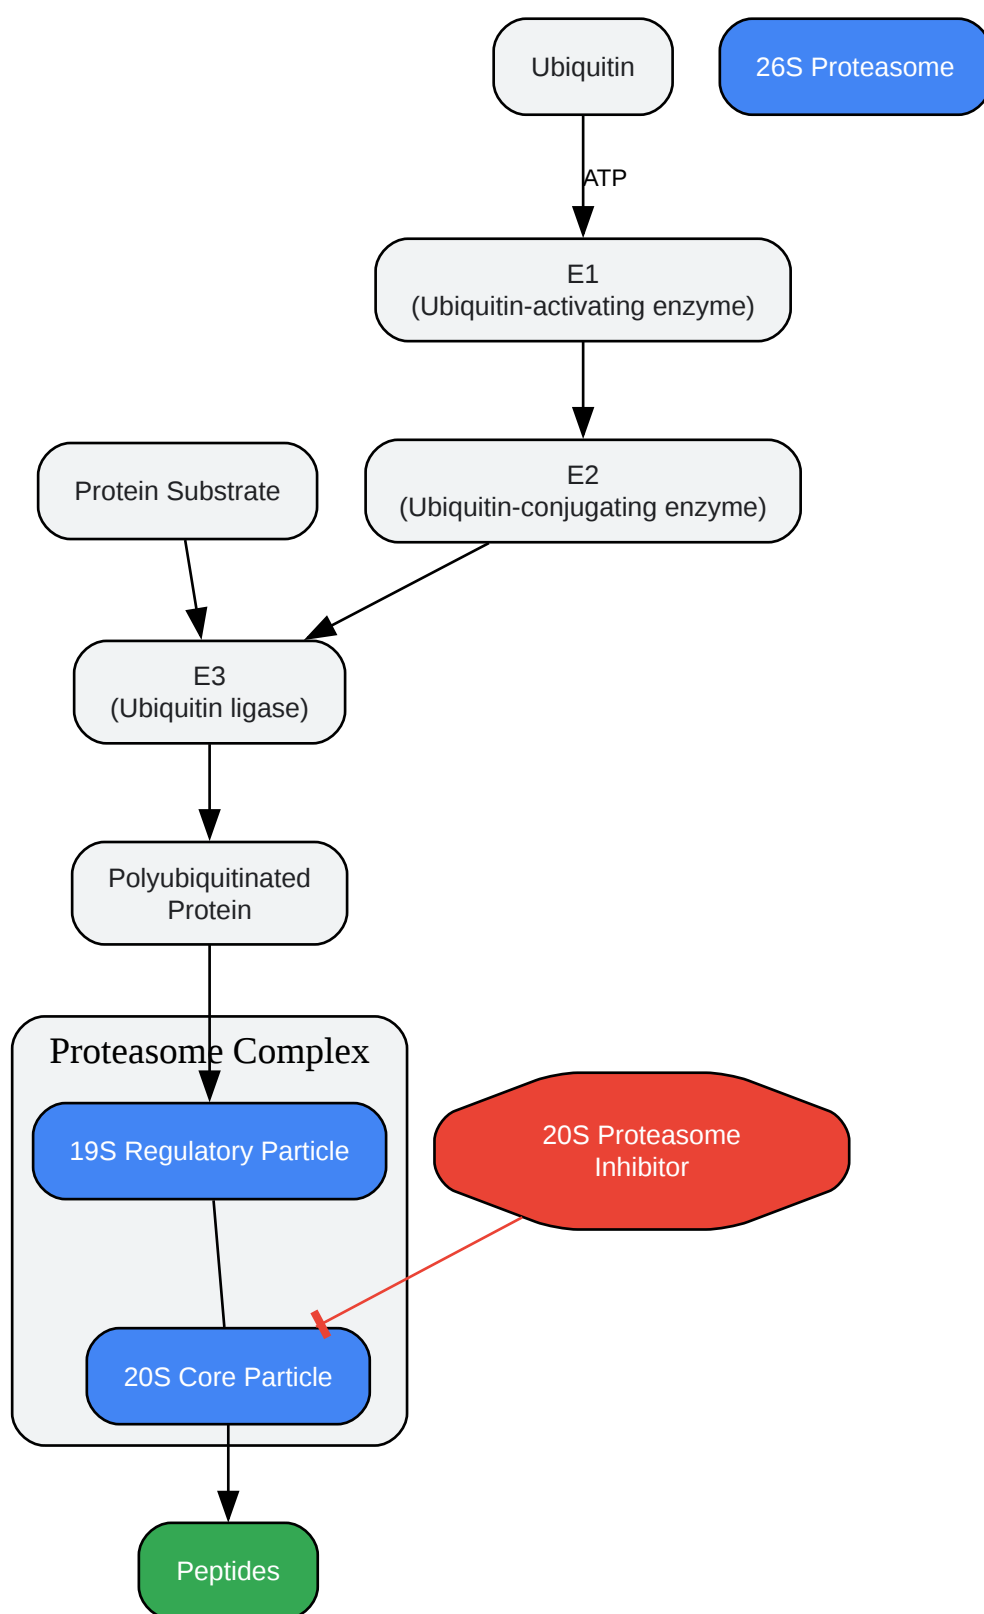 Ubiquitin
26S Proteasome
ATP
E1
(Ubiquitin-activating enzyme)
E2
(Ubiquitin-conjugating enzyme)
Protein Substrate
E3
(Ubiquitin ligase)
Polyubiquitinated
Protein
Proteasome Complex
19S Regulatory Particle
20S Proteasome
Inhibitor
20S Core Particle
Peptides